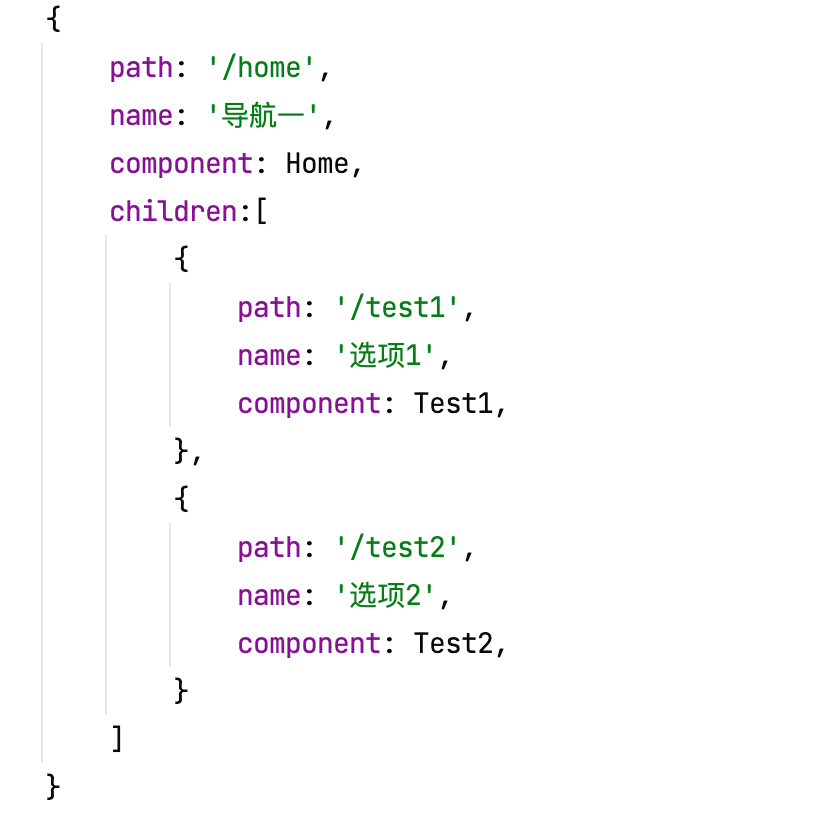 {
    path: '/home',
    name: '导航一',
    component: Home,
    children:[
        {
            path: '/test1',
            name: '选项1',
            component: Test1,
        },
        {
            path: '/test2',
            name: '选项2',
            component: Test2,
        }
    ]
}